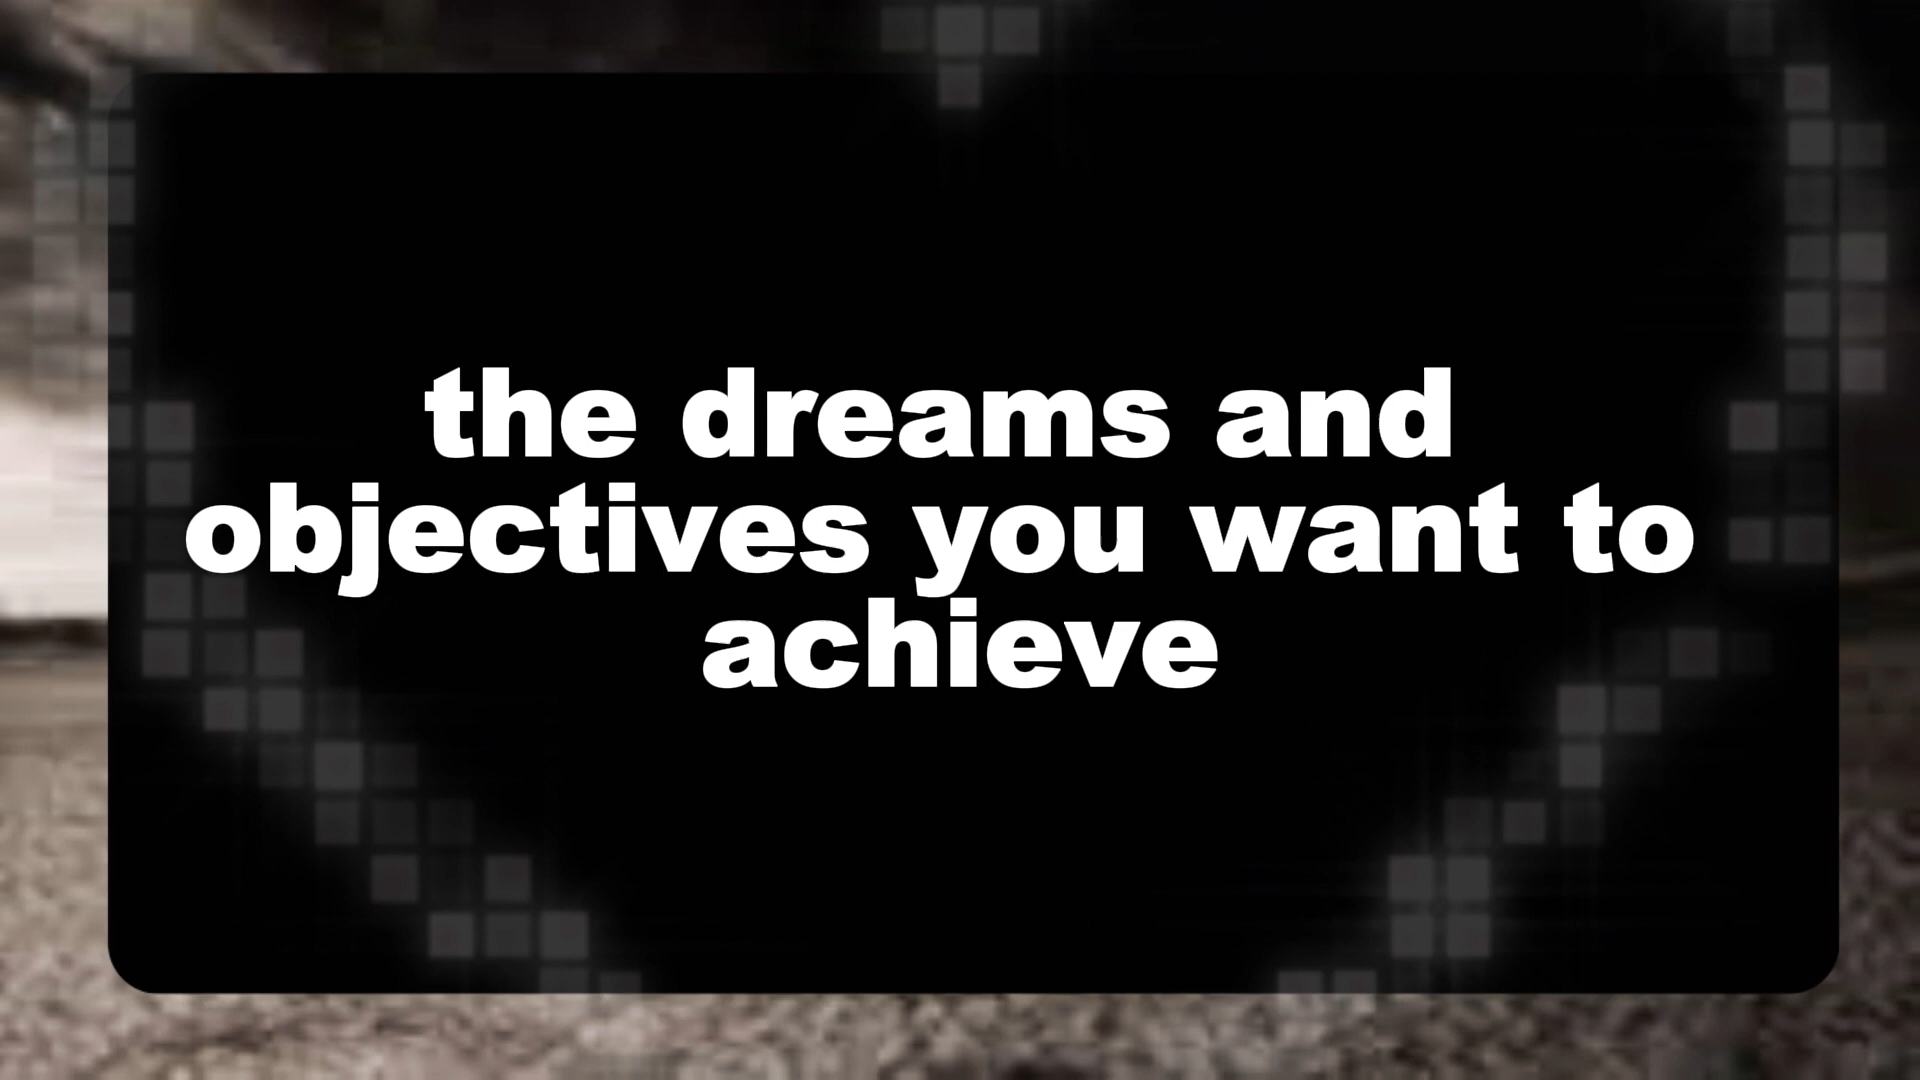 the dreams and
objectives you want to
achieve